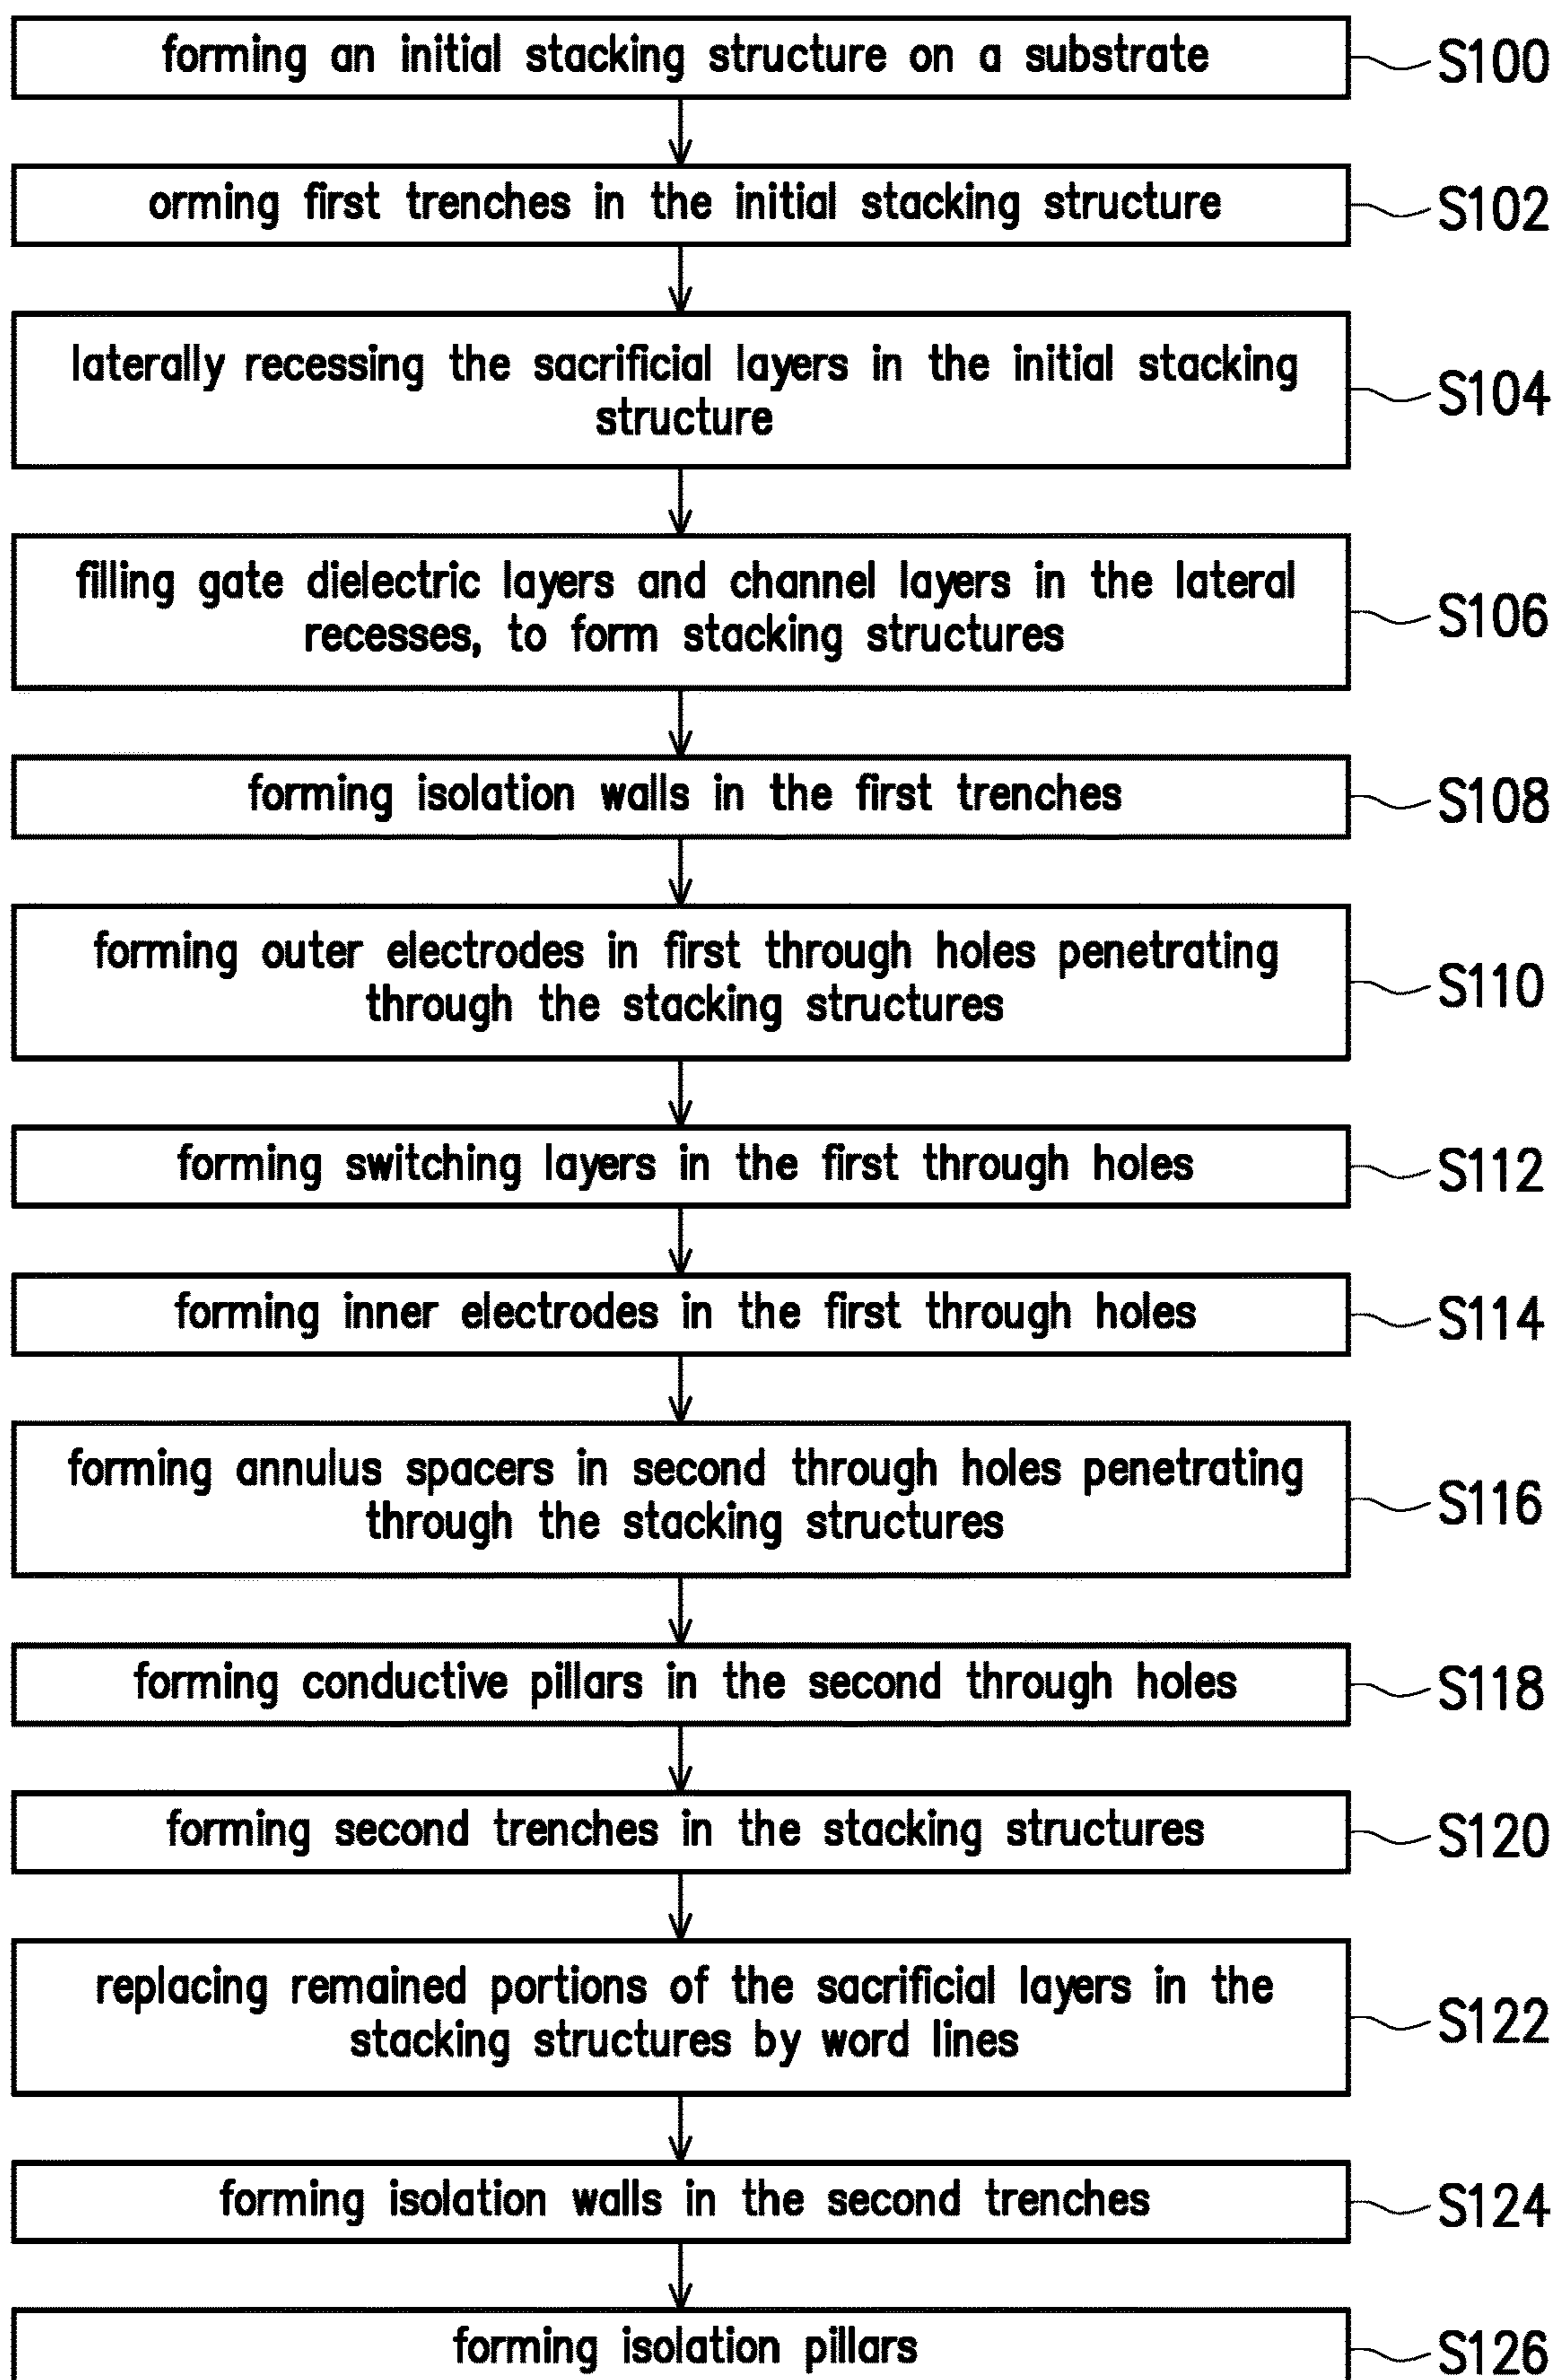 forming an initial stacking structure on a substrate
S100
orming first trenches in the initial stacking structure
S102
laterally recessing the sacrificial layers in the initial stacking
structure
S104
filling gate dielectric layers and channel layers in the lateral
recesses, to form stacking structures
S106
forming isolation walls in the first trenches
S108
forming outer electrodes in first through holes penetrating
through the stacking structures
S110
forming switching layers in the first through holes
S112
forming inner electrodes in the first through holes
S114
forming annulus spacers in second through holes penetrating
through the stacking structures
S116
forming conductive pillars in the second through holes
S118
forming second trenches in the stacking structures
S120
replacing remained portions of the sacrificial layers in the
stacking structures by word lines
S122
forming isolation walls in the second trenches
S124
forming isolation pillars
S126